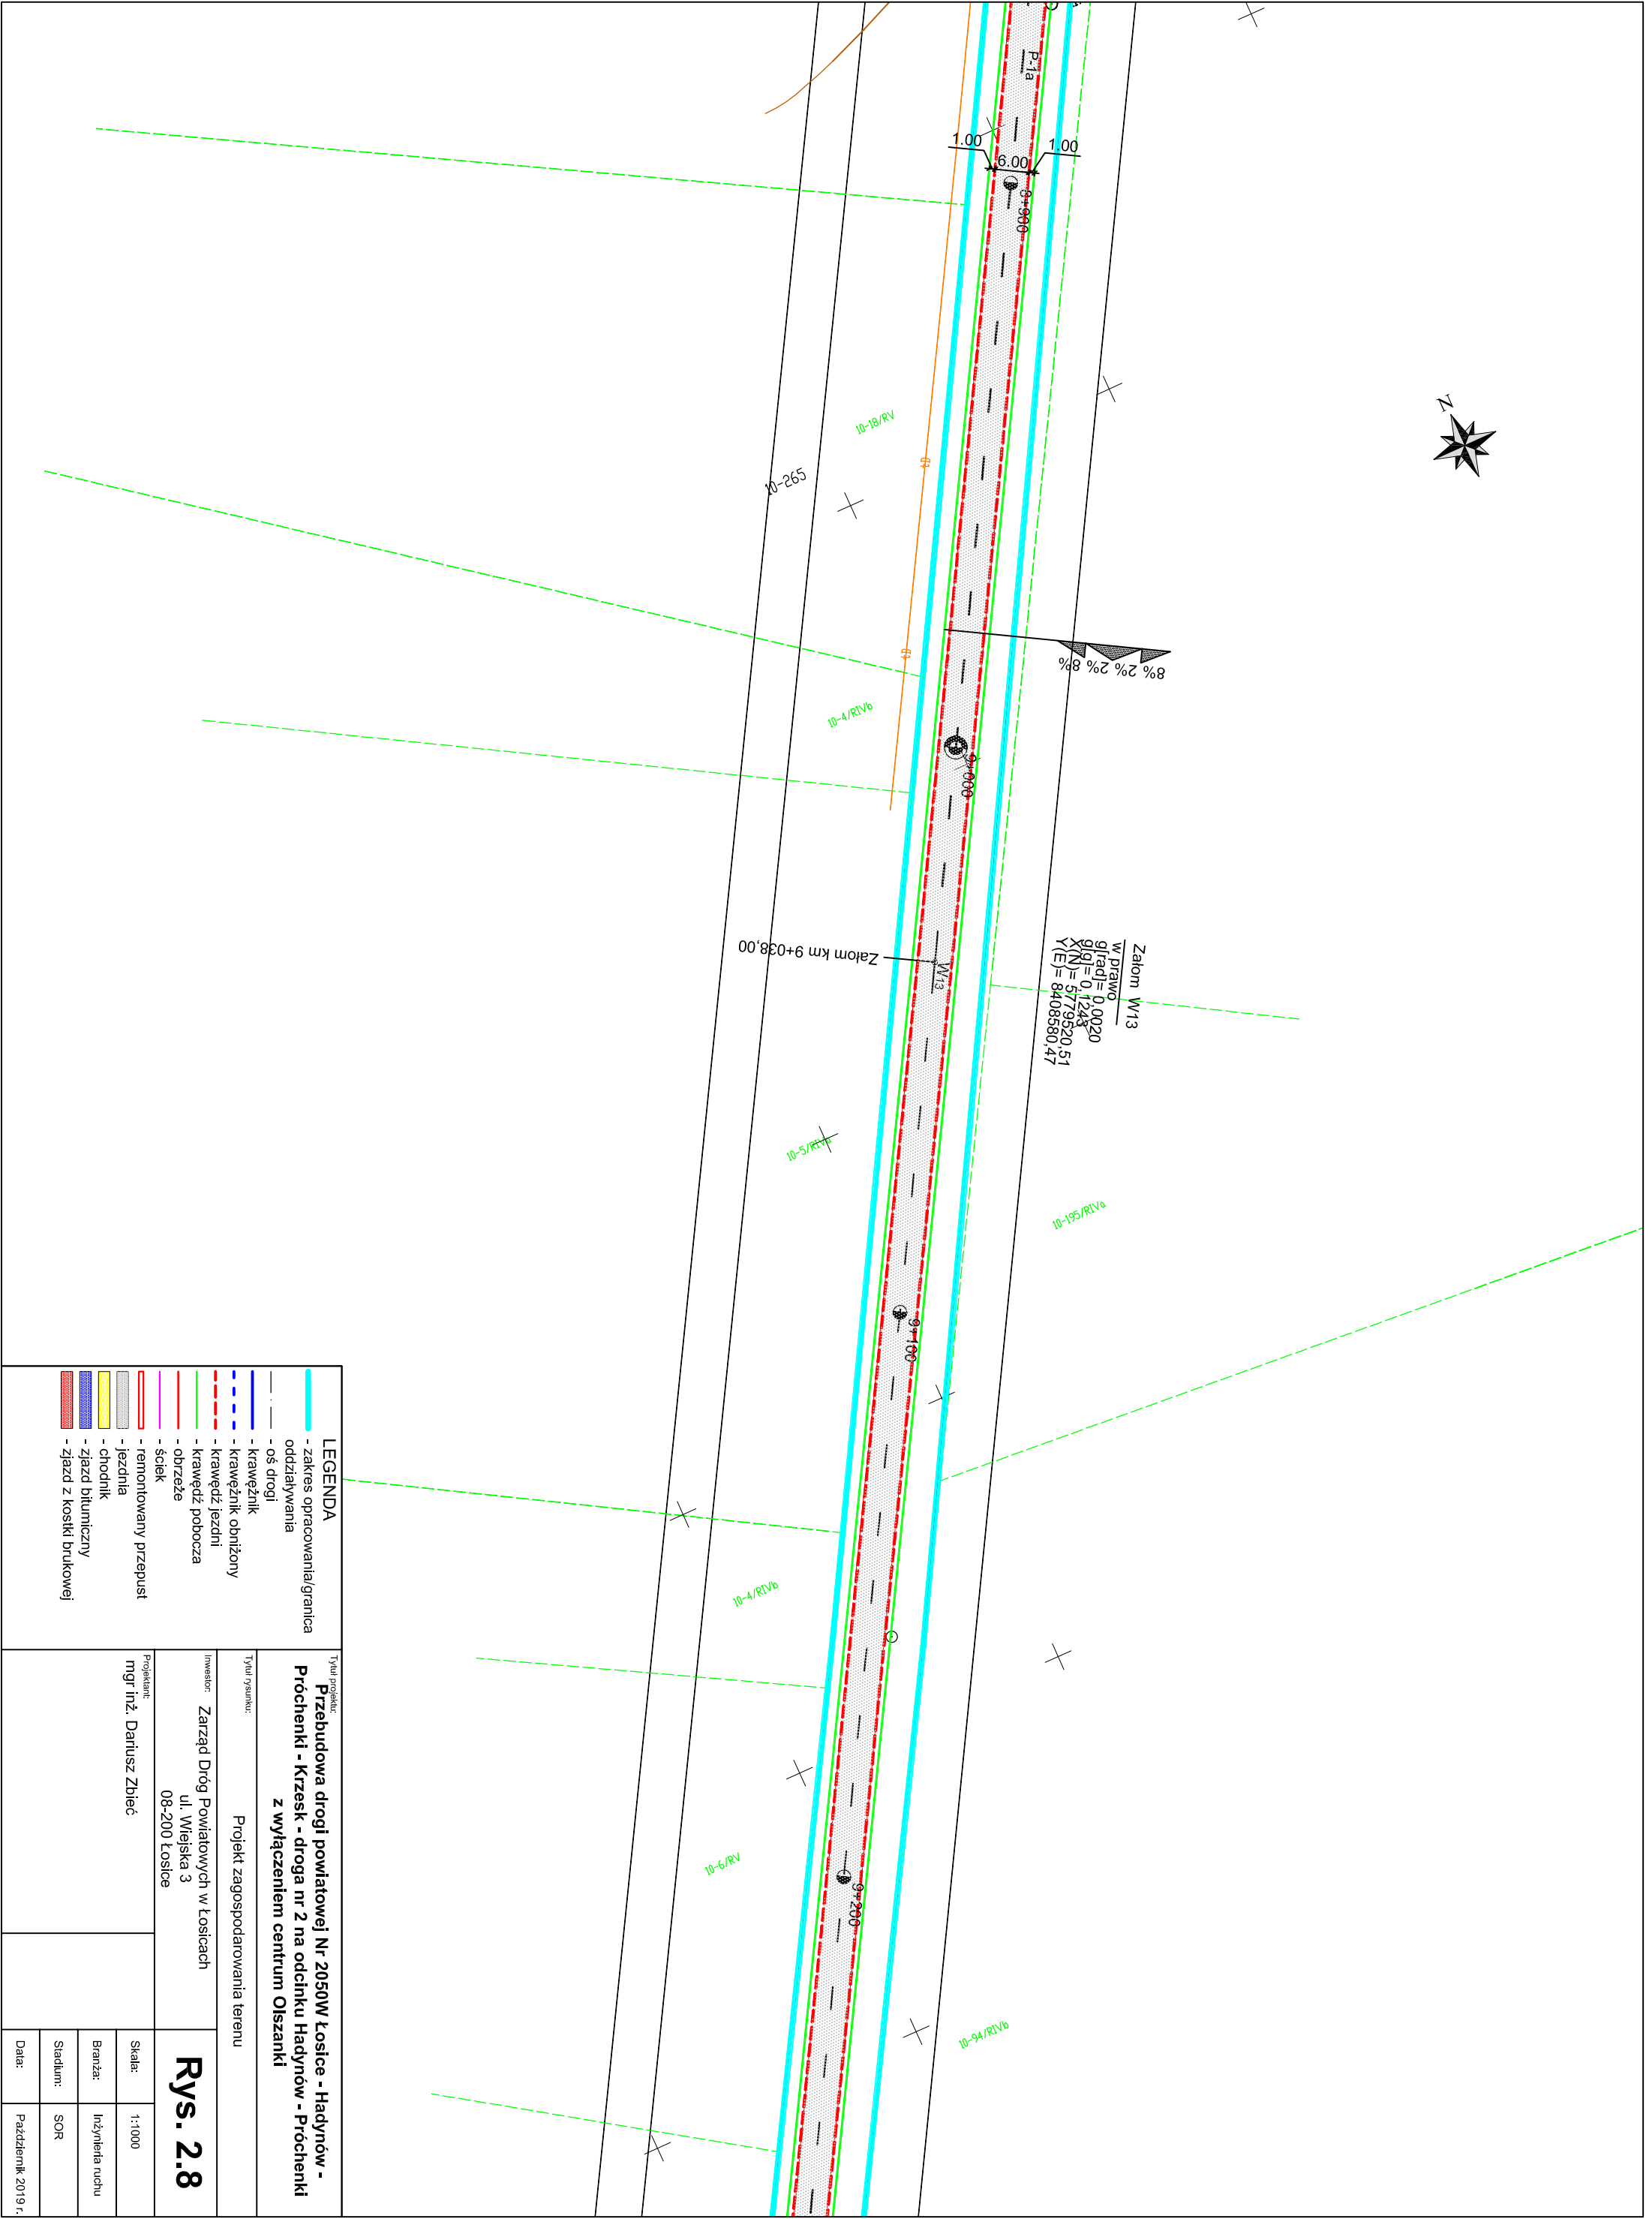 P-1a
1.00
6.00
1.00
8+900
N
10-18/RV
10-265
8% 2% 2% 8%
10-4/RIVb
9+000
Załom km 9+038,00
W13
Załom W13
w prawo
g[rad]= 0,0020
g[g]= 0,1243
X(N)= 5779520,51
Y(E)= 8408580,47
10-5/RIVa
10-195/RIVa
9+100
10-4/RIVb
10-6/RV
9+200
10-94/RIVb
LEGENDA
- zakres opracowania/granica
oddziaływania
- oś drogi
- krawężnik
- krawężnik obniżony
- krawędź jezdni
- krawędź pobocza
- obrzeże
- ściek
- remontowany przepust
- jezdnia
- chodnik
- zjazd bitumiczny
- zjazd z kostki brukowej
Tytuł projektu:
Przebudowa drogi powiatowej Nr 2050W Łosice - Hadynów -
Próchenki - Krzesk - droga nr 2 na odcinku Hadynów - Próchenki
z wyłączeniem centrum Olszanki
Tytuł rysunku:
Projekt zagospodarowania terenu
Inwestor:
Zarząd Dróg Powiatowych w Łosicach
ul. Wiejska 3
08-200 Łosice
Rys. 2.8
Projektant:
mgr inż. Dariusz Zbieć
Skala: 1:1000
Branża: Inżynieria ruchu
Stadium: SOR
Data: Październik 2019 r.